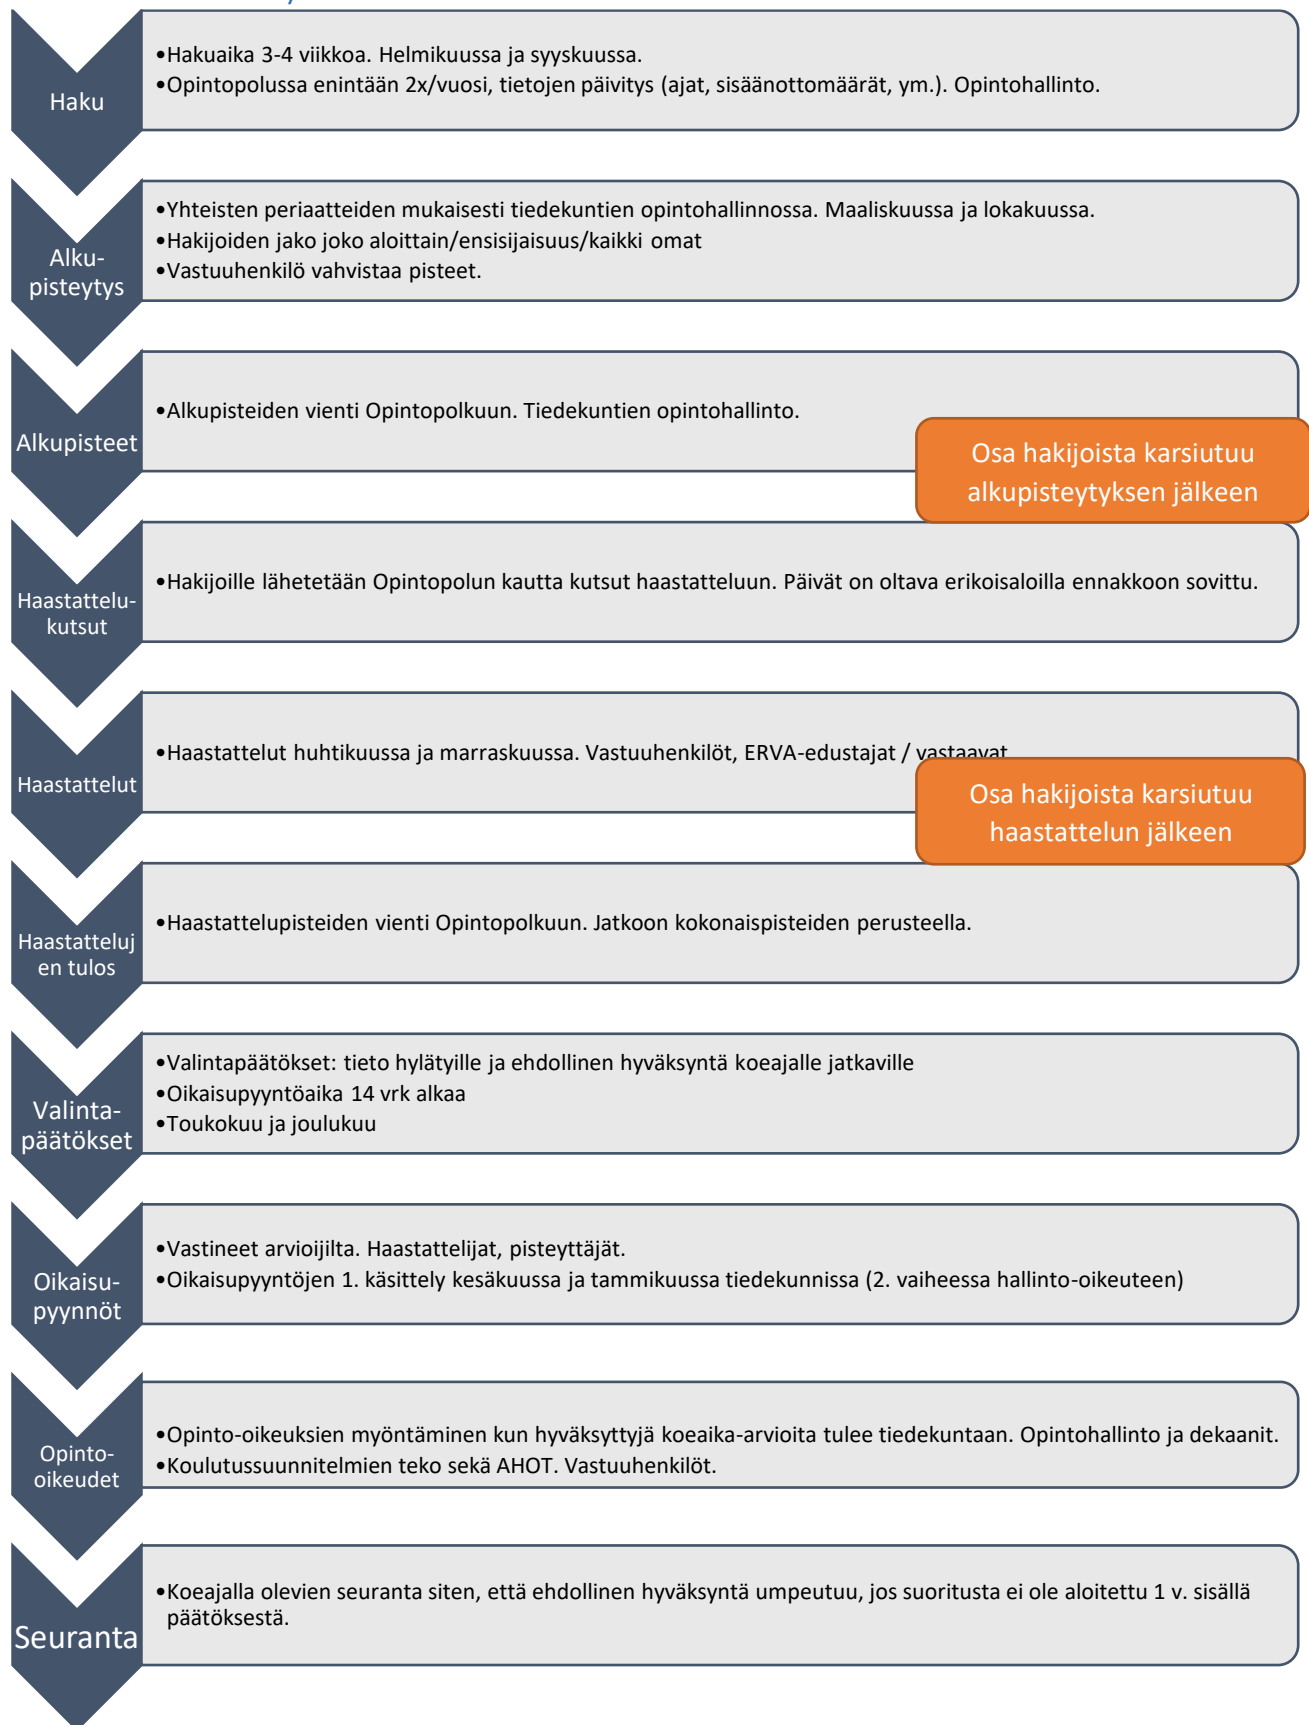 Haku
•Hakuaika 3-4 viikkoa. Helmikuussa ja syyskuussa.
•Opintopolussa enintään 2x/vuosi, tietojen päivitys (ajat, sisäänottomäärät, ym.). Opintohallinto.
Alku-
pisteytys
•Yhteisten periaatteiden mukaisesti tiedekuntien opintohallinnossa. Maaliskuussa ja lokakuussa.
•Hakijoiden jako joko aloittain/ensisijaisuus/kaikki omat
•Vastuuhenkilö vahvistaa pisteet.
Alkupisteet
•Alkupisteiden vienti Opintopolkuun. Tiedekuntien opintohallinto.
Osa hakijoista karsiutuu
alkupisteytyksen jälkeen
Haastattelu-
kutsut
•Hakijoille lähetetään Opintopolun kautta kutsut haastatteluun. Päivät on oltava erikoisaloilla ennakkoon sovittu.
Haastattelut
•Haastattelut huhtikuussa ja marraskuussa. Vastuuhenkilöt, ERVA-edustajat / vastaavat
Osa hakijoista karsiutuu
haastattelun jälkeen
Haastatteluj
en tulos
•Haastattelupisteiden vienti Opintopolkuun. Jatkoon kokonaispisteiden perusteella.
Valinta-
päätökset
•Valintapäätökset: tieto hylätyille ja ehdollinen hyväksyntä koeajalle jatkaville
•Oikaisupyyntöaika 14 vrk alkaa
•Toukokuu ja joulukuu
Oikaisu-
pyynnöt
•Vastineet arvioijilta. Haastattelijat, pisteyttäjät.
•Oikaisupyyntöjen 1. käsittely kesäkuussa ja tammikuussa tiedekunnissa (2. vaiheessa hallinto-oikeuteen)
Opinto-
oikeudet
•Opinto-oikeuksien myöntäminen kun hyväksyttyjä koeaika-arvioita tulee tiedekuntaan. Opintohallinto ja dekaanit.
•Koulutussuunnitelmien teko sekä AHOT. Vastuuhenkilöt.
Seuranta
•Koeajalla olevien seuranta siten, että ehdollinen hyväksyntä umpeutuu, jos suoritusta ei ole aloitettu 1 v. sisällä
päätöksestä.